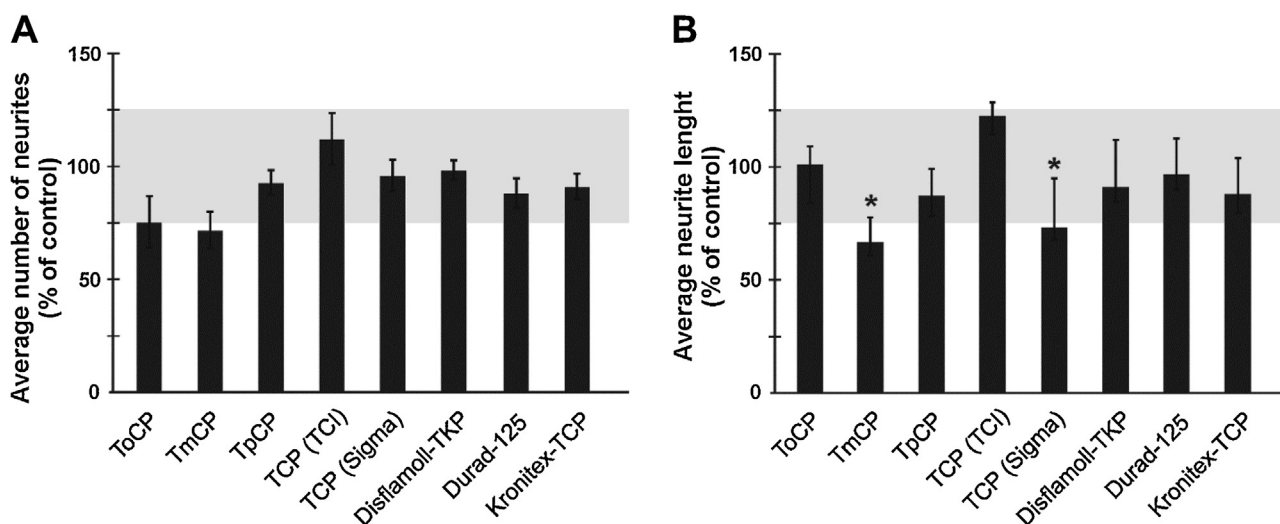 A
Average number of neurites
(% of control)
150
100
50
0
ToCP
TmCP
TpCP
TCP (TCI)
TCP (Sigma)
Disflamoll-TKP
Durad-125
Kronitex-TCP
B
Average neurite lenght
(% of control)
150
100
50
0
*
*
ToCP
TmCP
TpCP
TCP (TCI)
TCP (Sigma)
Disflamoll-TKP
Durad-125
Kronitex-TCP